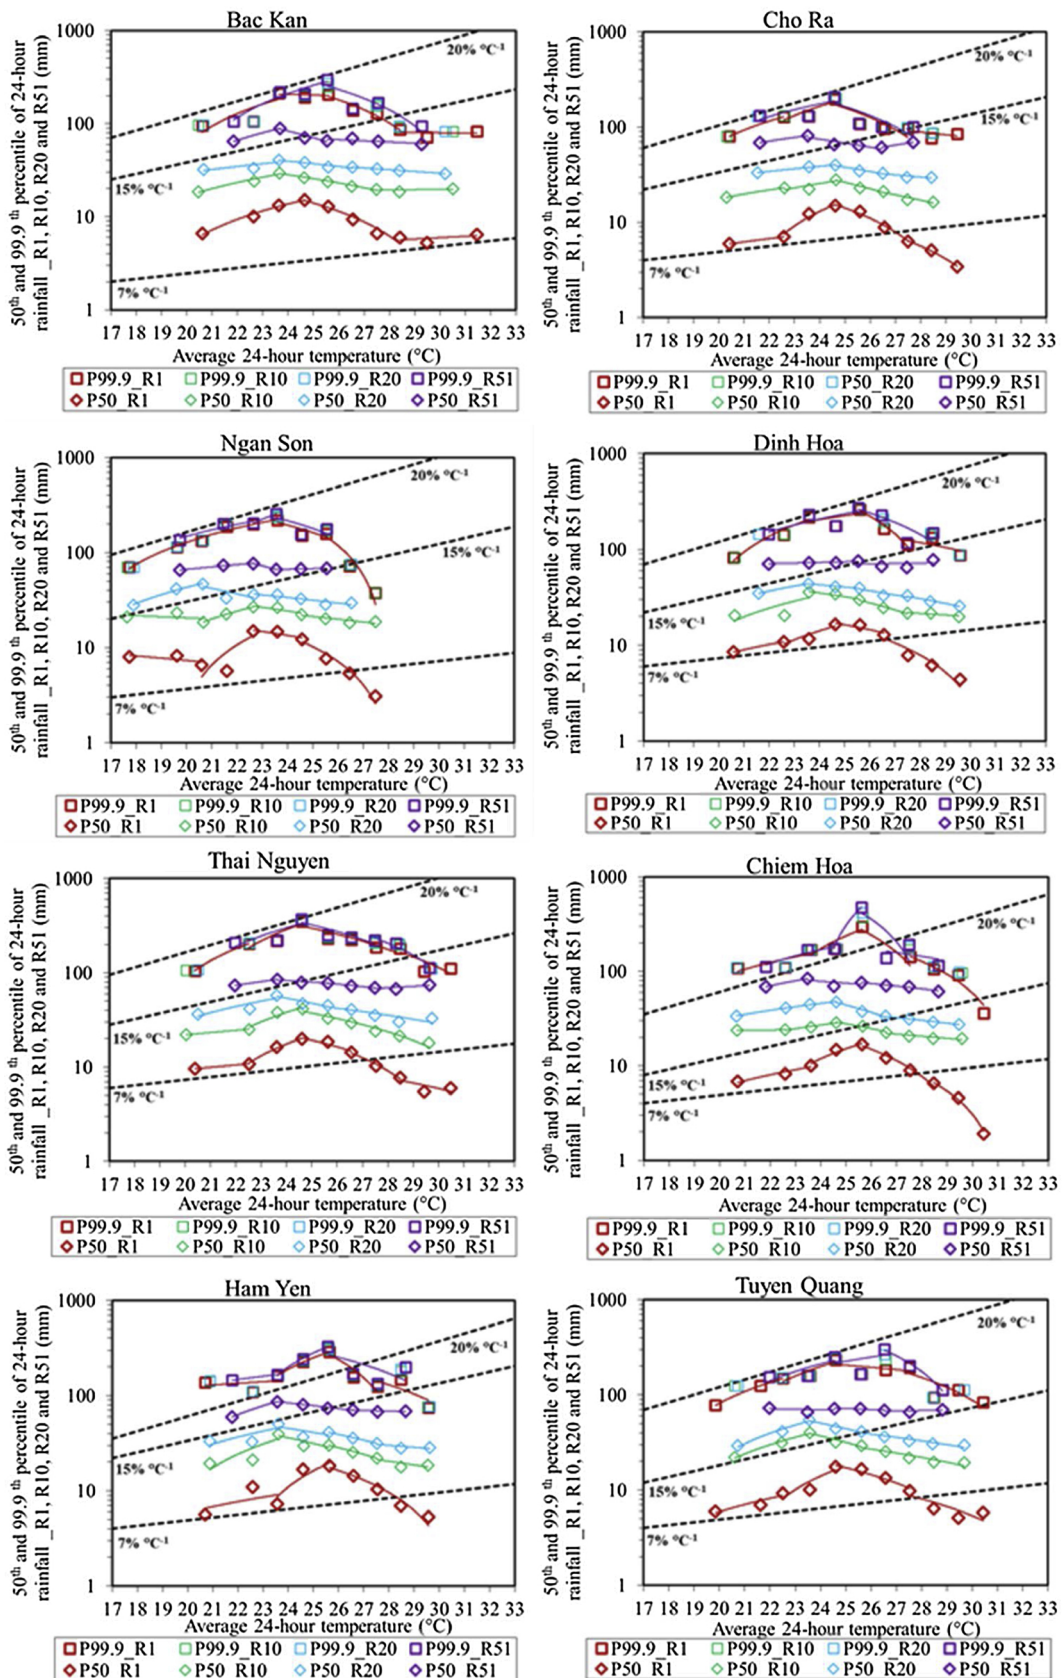 Bac Kan
50th and 99.9 th percentile of 24-hour
rainfall _R1, R10, R20 and R51 (mm)
1000
100
10
1
20% °C-1
15% °C-1
7% °C-1
17 18 19 20 21 22 23 24 25 26 27 28 29 30 31 32 33
Average 24-hour temperature (°C)
P99.9_R1 P99.9_R10 P99.9_R20 P99.9_R51
P50_R1 P50_R10 P50_R20 P50_R51
Cho Ra
50th and 99.9 th percentile of 24-hour
rainfall _R1, R10, R20 and R51 (mm)
1000
100
10
1
20% °C-1
15% °C-1
7% °C-1
17 18 19 20 21 22 23 24 25 26 27 28 29 30 31 32 33
Average 24-hour temperature (°C)
P99.9_R1 P99.9_R10 P50_R20 P99.9_R51
P50_R1 P50_R10 P50_R20 P50_R51
Ngan Son
50th and 99.9 th percentile of 24-hour
rainfall _R1, R10, R20 and R51 (mm)
1000
100
10
1
20% °C-1
15% °C-1
7% °C-1
17 18 19 20 21 22 23 24 25 26 27 28 29 30 31 32 33
Average 24-hour temperature (°C)
P99.9_R1 P99.9_R10 P99.9_R20 P99.9_R51
P50_R1 P50_R10 P50_R20 P50_R51
Dinh Hoa
50th and 99.9 th percentile of 24-hour
rainfall _R1, R10, R20 and R51 (mm)
1000
100
10
1
20% °C-1
15% °C-1
7% °C-1
17 18 19 20 21 22 23 24 25 26 27 28 29 30 31 32 33
Average 24-hour temperature (°C)
P99.9_R1 P99.9_R10 P99.9_R20 P99.9_R51
P50_R1 P50_R10 P50_R20 P50_R51
Thai Nguyen
50th and 99.9 th percentile of 24-hour
rainfall _R1, R10, R20 and R51 (mm)
1000
100
10
1
20% °C-1
15% °C-1
7% °C-1
17 18 19 20 21 22 23 24 25 26 27 28 29 30 31 32 33
Average 24-hour temperature (°C)
P99.9_R1 P99.9_R10 P99.9_R20 P99.9_R51
P50_R1 P50_R10 P50_R20 P50_R51
Chiem Hoa
50th and 99.9 th percentile of 24-hour
rainfall _R1, R10, R20 and R51 (mm)
1000
100
10
1
20% °C-1
15% °C-1
7% °C-1
17 18 19 20 21 22 23 24 25 26 27 28 29 30 31 32 33
Average 24-hour temperature (°C)
P99.9_R1 P99.9_R10 P99.9_R20 P99.9_R51
P50_R1 P50_R10 P50_R20 P50_R51
Ham Yen
50th and 99.9 th percentile of 24-hour
rainfall _R1, R10, R20 and R51 (mm)
1000
100
10
1
20% °C-1
15% °C-1
7% °C-1
17 18 19 20 21 22 23 24 25 26 27 28 29 30 31 32 33
Average 24-hour temperature (°C)
P99.9_R1 P99.9_R10 P99.9_R20 P99.9_R51
P50_R1 P50_R10 P50_R20 P50_R51
Tuyen Quang
50th and 99.9 th percentile of 24-hour
rainfall _R1, R10, R20 and R51 (mm)
1000
100
10
1
20% °C-1
15% °C-1
7% °C-1
17 18 19 20 21 22 23 24 25 26 27 28 29 30 31 32 33
Average 24-hour temperature (°C)
P99.9_R1 P99.9_R10 P99.9_R20 P99.9_R51
P50_R1 P50_R10 P50_R20 P50_R51